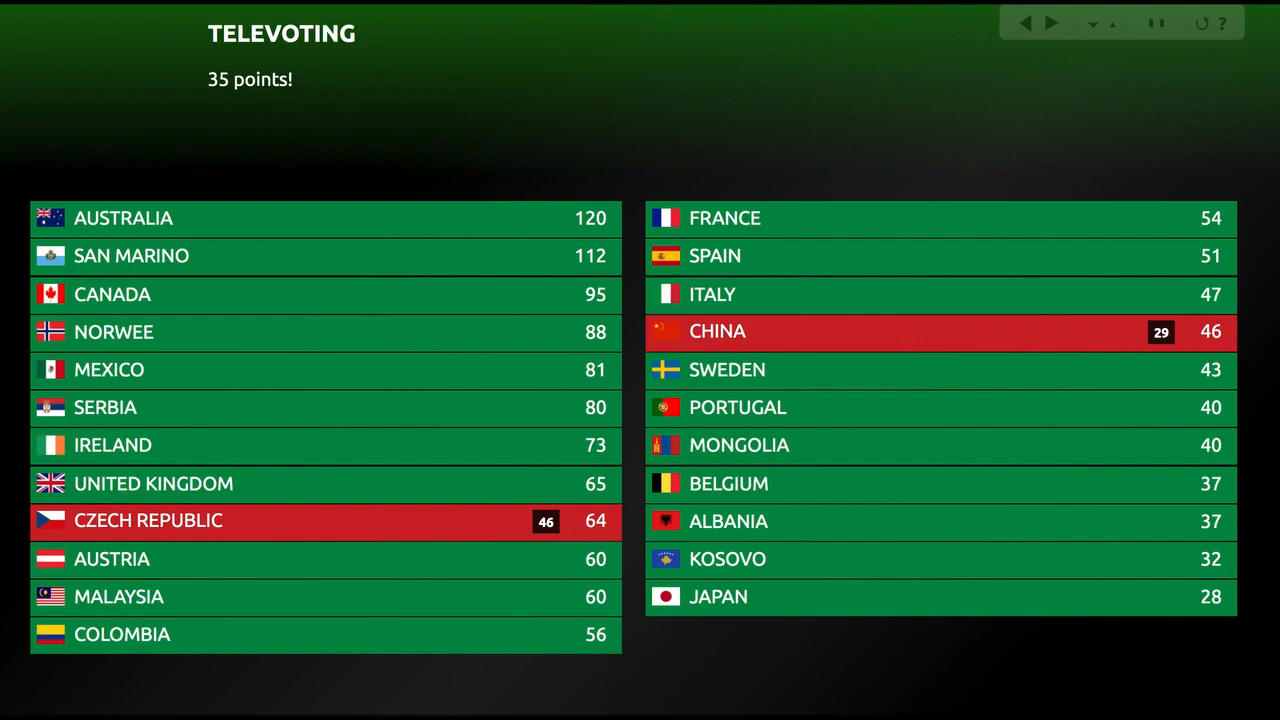 TELEVOTING
35 points!
?
AUSTRALIA 120
SAN MARINO 112
CANADA 95
NORWEE 88
MEXICO 81
SERBIA 80
IRELAND 73
UNITED KINGDOM 65
CZECH REPUBLIC 46 64
AUSTRIA 60
MALAYSIA 60
COLOMBIA 56
FRANCE 54
SPAIN 51
ITALY 47
CHINA 29 46
SWEDEN 43
PORTUGAL 40
MONGOLIA 40
BELGIUM 37
ALBANIA 37
KOSOVO 32
JAPAN 28